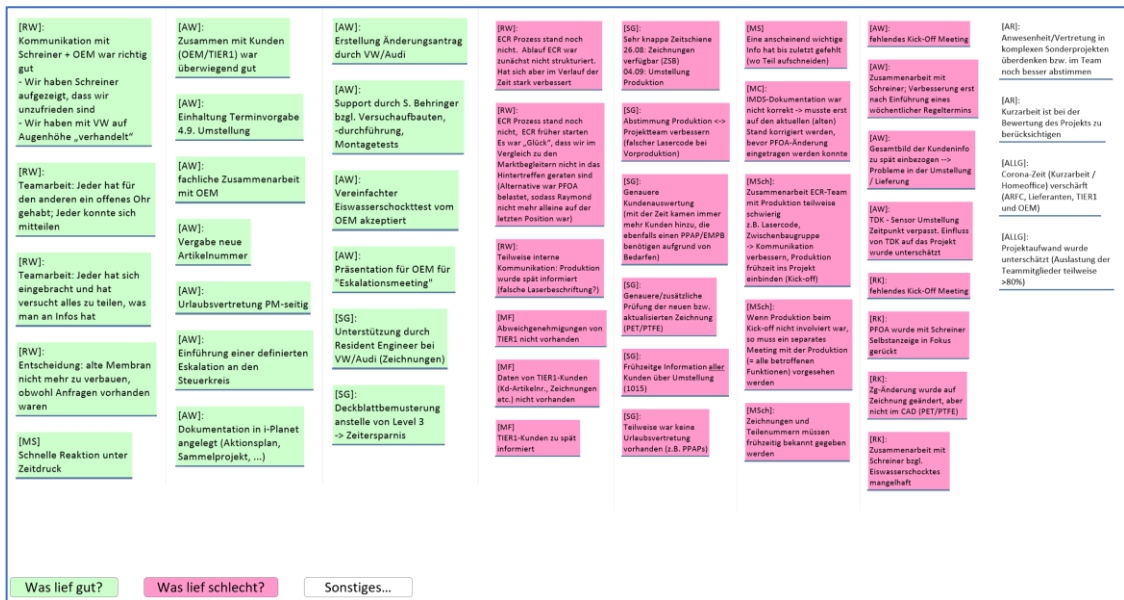 [RW]:
Kommunikation mit
Schreiner + OEM war richtig
gut
- Wir haben Schreiner
aufgezeigt, dass wir
unzufrieden sind
- Wir haben mit VW auf
Augenhöhe „verhandelt"
[RW]:
Teamarbeit: Jeder hat für
den anderen ein offenes Ohr
gehabt; Jeder konnte sich
mitteilen
[RW]:
Teamarbeit: Jeder hat sich
eingebracht und hat
versucht alles zu teilen, was
man an Infos hat
[RW]:
Entscheidung: alte Membran
nicht mehr zu verbauen,
obwohl Anfragen vorhanden
waren
[MS]
Schnelle Reaktion unter
Zeitdruck
[AW]:
Zusammen mit Kunden
(OEM/TIER1) war
überwiegend gut
[AW]:
Einhaltung Terminvorgabe
4.9. Umstellung
[AW]:
fachliche Zusammenarbeit
mit OEM
[AW]:
Vergabe neue
Artikelnummer
[AW]:
Urlaubsvertretung PM-seitig
[AW]:
Einführung einer definierten
Eskalation an den
Steuerkreis
[AW]:
Dokumentation in i-Planet
angelegt (Aktionsplan,
Sammelprojekt, ...)
[AW]:
Erstellung Änderungsantrag
durch VW/Audi
[AW]:
Support durch S. Behringer
bzgl. Versuchaufbauten,
-durchführung,
Montagetests
[AW]:
Vereinfachter
Eiswasserschockttest vom
OEM akzeptiert
[AW]:
Präsentation für OEM für
"Eskalationsmeeting"
[SG]:
Unterstützung durch
Resident Engineer bei
VW/Audi (Zeichnungen)
[SG]:
Deckblattbemusterung
anstelle von Level 3
-> Zeitersparnis
[RW]:
ECR Prozess stand noch
nicht. Ablauf ECR war
zunächst nicht strukturiert.
Hat sich aber im Verlauf der
Zeit stark verbessert
[RW]:
ECR Prozess stand noch
nicht, ECR früher starten
Es war „Glück", dass wir im
Vergleich zu den
Marktbegleitern nicht in das
Hintertreffen geraten sind
(Alternative war PFOA
belastet, sodass Raymond
nicht mehr alleine auf der
letzten Position war)
[RW]:
Teilweise interne
Kommunikation: Produktion
wurde spät informiert
(falsche Laserbeschriftung?)
[MF]
Abweichgenehmigungen von
TIER1 nicht vorhanden
[MF]
Daten von TIER1-Kunden
(Kd-Artikelnr., Zeichnungen
etc.) nicht vorhanden
[MF]
TIER1-Kunden zu spät
informiert
[SG]:
Sehr knappe Zeitschiene
26.08: Zeichnungen
verfügbar (ZSB)
04.09: Umstellung
Produktion
[SG]:
Abstimmung Produktion <->
Projektteam verbessern
(falscher Lasercode bei
Vorproduktion)
[SG]:
Genauere
Kundenauswertung
(mit der Zeit kamen immer
mehr Kunden hinzu, die
ebenfalls einen PPAP/EMPB
benötigen aufgrund von
Bedarfen)
[SG]:
Genauere/zusätzliche
Prüfung der neuen bzw.
aktualisierten Zeichnung
(PET/PTFE)
[SG]:
Frühzeitge Information aller
Kunden über Umstellung
(1015)
[SG]:
Teilweise war keine
Urlaubsvertretung
vorhanden (z.B. PPAPs)
[MS]
Eine anscheinend wichtige
Info hat bis zuletzt gefehlt
(wo Teil aufschneiden)
[MC]:
IMDS-Dokumentation war
nicht korrekt -> musste erst
auf den aktuellen (alten)
Stand korrigiert werden,
bevor PFOA-Änderung
eingetragen werden konnte
[MSch]:
Zusammenarbeit ECR-Team
mit Produktion teilweise
schwierig
z.B. Lasercode,
Zwischenbaugruppe
-> Kommunikation
verbessern, Produktion
frühzeit ins Projekt
einbinden (Kick-off)
[MSch]:
Wenn Produktion beim
Kick-off nicht involviert war,
so muss ein separates
Meeting mit der Produktion
(= alle betroffenen
Funktionen) vorgesehen
werden
[MSch]:
Zeichnungen und
Teilenummern müssen
frühzeitig bekannt gegeben
werden
[AW]:
fehlendes Kick-Off Meeting
[AW]:
Zusammenarbeit mit
Schreiner; Verbesserung erst
nach Einführung eines
wöchentlicher Regeltermins
[AW]:
Gesamtbild der Kundeninfo
zu spät einbezogen -->
Probleme in der Umstellung
/ Lieferung
[AW]:
TDK - Sensor Umstellung
Zeitpunkt verpasst. Einfluss
von TDK auf das Projekt
wurde unterschätzt
[RK]:
fehlendes Kick-Off Meeting
[RK]:
PFOA wurde mit Schreiner
Selbstanzeige in Fokus
gerückt
[RK]:
Zg-Änderung wurde auf
Zeichnung geändert, aber
nicht im CAD (PET/PTFE)
[RK]:
Zusammenarbeit mit
Schreiner bzgl.
Eiswasserschocktes
mangelhaft
[AR]:
Anwesenheit/Vertretung in
komplexen Sonderprojekten
überdenken bzw. im Team
noch besser abstimmen
[AR]:
Kurzarbeit ist bei der
Bewertung des Projekts zu
berücksichtigen
[ALLG]:
Corona-Zeit (Kurzarbeit /
Homeoffice) verschärft
(ARFC, Lieferanten, TIER1
und OEM)
[ALLG]:
Projektaufwand wurde
unterschätzt (Auslastung der
Teammitglieder teilweise
>80%)
Was lief gut?
Was lief schlecht?
Sonstiges...